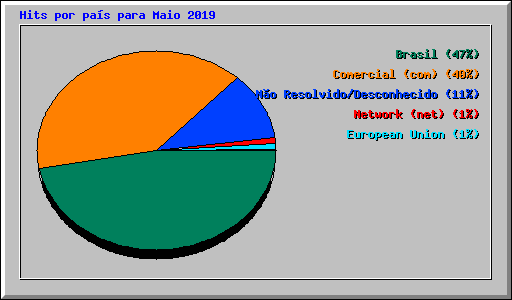 Hits por país para Maio 2019
Brasil (47%)
Comercial (com) (40%)
Não Resolvido/Desconhecido (11%)
Network (net) (1%)
European Union (1%)